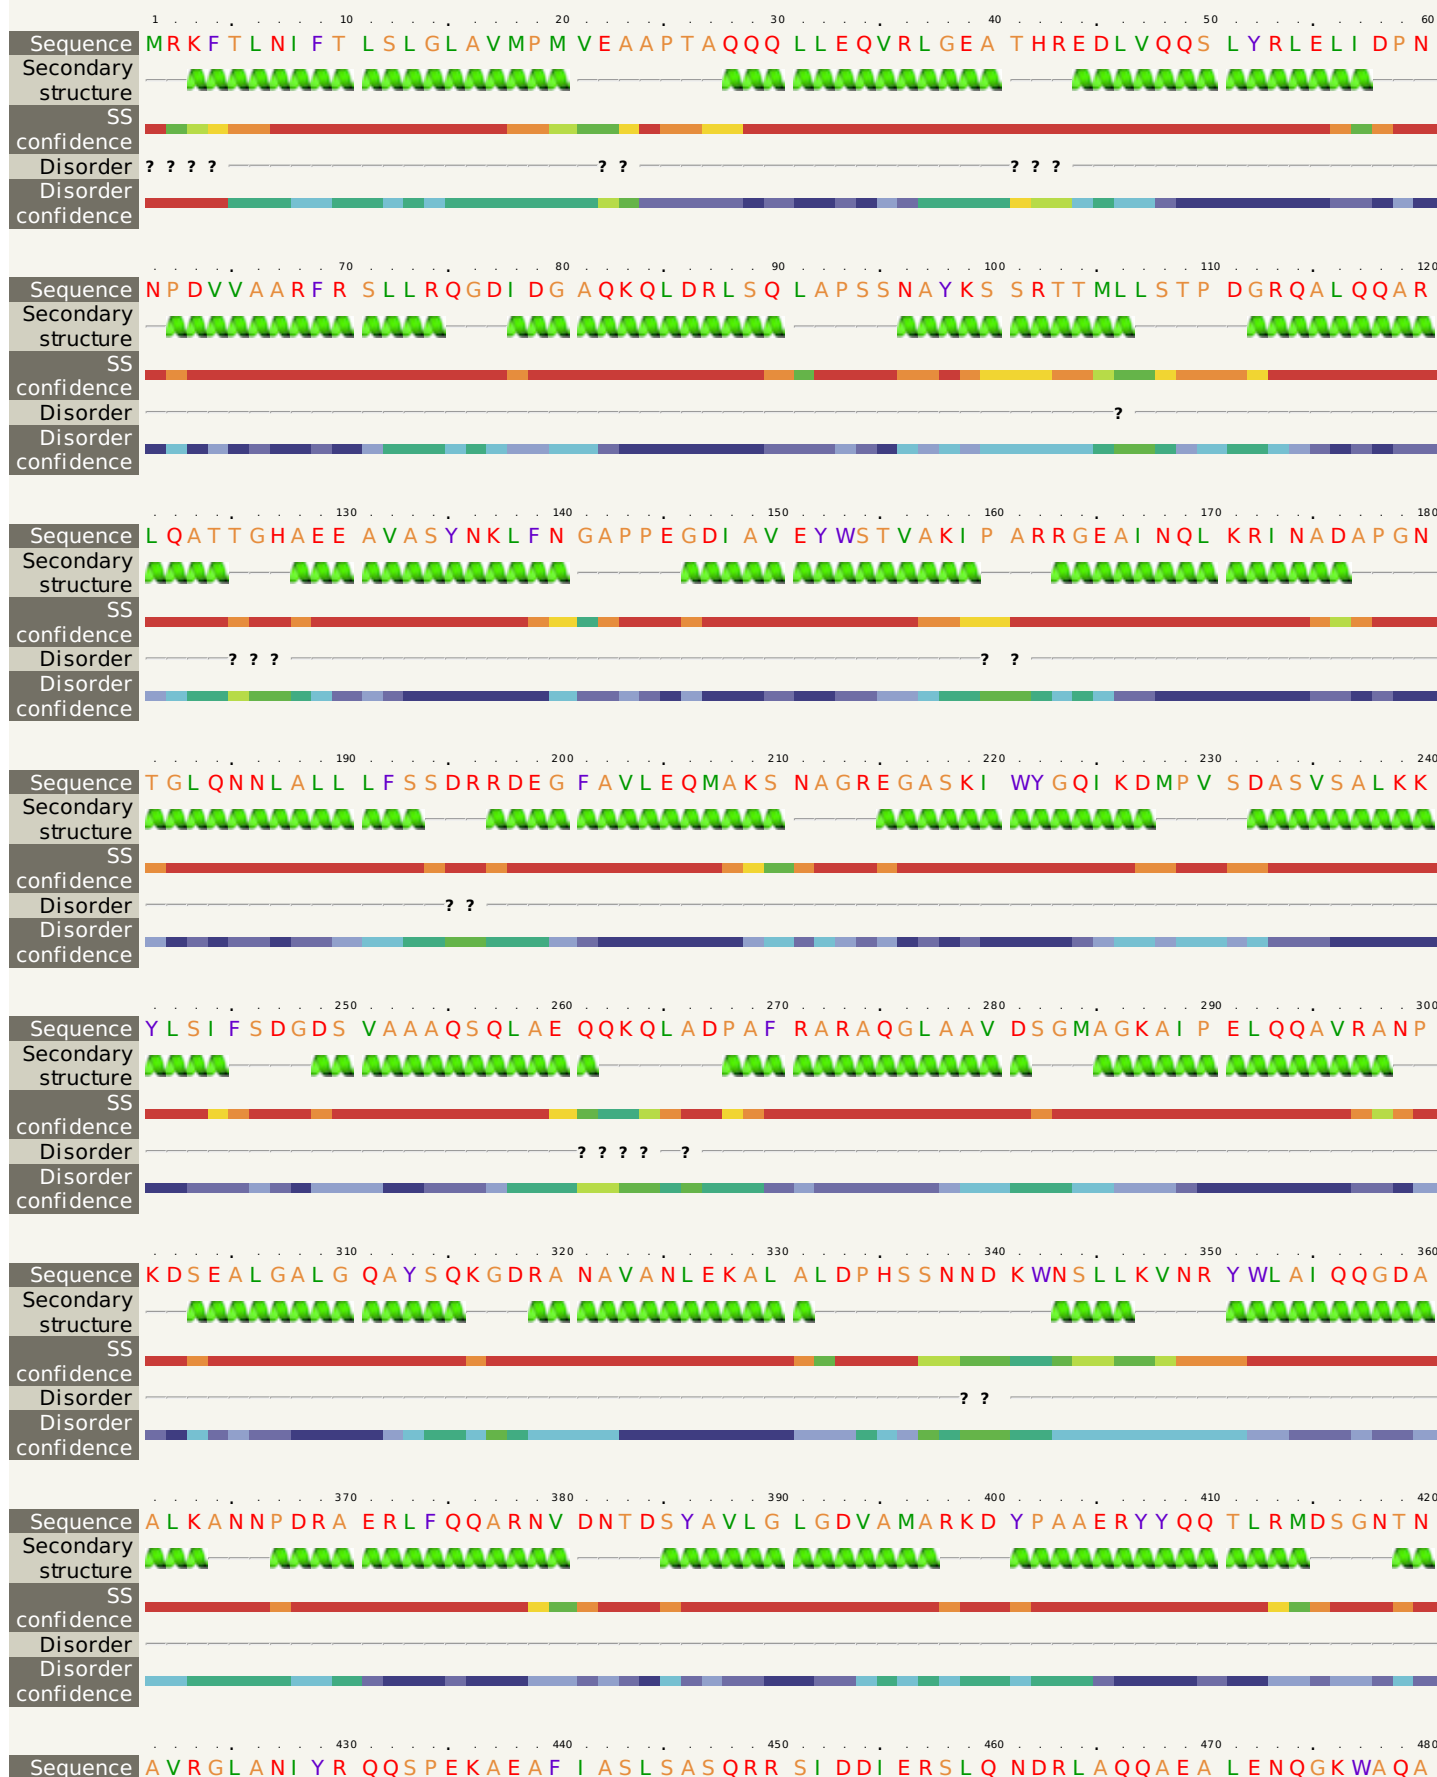 1 10 20 30 40 50 60
Sequence MRKFTLNIFT LSLGLAVMPM VEAAPTAQQQ LLEQVRLGEA THREDLVQQS LYRLELIDPN
Secondary
structure
SS
confidence
Disorder ? ? ? ? ? ? ? ? ?
Disorder
confidence
70 80 90 100 110 120
Sequence NPDVVAARFR SLLRQGDIDG AQKQLDRLSQ LAPSSNAYKS SRTTMLLSTP DGRQALQQAR
Secondary
structure
SS
confidence
Disorder ?
Disorder
confidence
130 140 150 160 170 180
Sequence LQATTGHAEE AVASYNKLFN GAPPEGDIAV EYWSTVAKIP ARRGEAINQL KRINADAPGN
Secondary
structure
SS
confidence
Disorder ? ? ? ? ?
Disorder
confidence
190 200 210 220 230 240
Sequence TGLQNNLALL LFSSDRRDEG FAVLEQMAKS NAGREGASKI WYGQIKDMPV SDASVSALKK
Secondary
structure
SS
confidence
Disorder ? ?
Disorder
confidence
250 260 270 280 290 300
Sequence YLSIFSDGDS VAAAQSQLAE QQKQLADPAF RARAQGLAAV DSGMAGKAIP ELQQAVRANP
Secondary
structure
SS
confidence
Disorder ? ? ? ? ?
Disorder
confidence
310 320 330 340 350 360
Sequence KDSEALGALG QAYSQKGDRA NAVANLEKAL ALDPHSSNND KWNSLLKVNR YWLAIQQGDA
Secondary
structure
SS
confidence
Disorder ? ?
Disorder
confidence
370 380 390 400 410 420
Sequence ALKANNPDRA ERLFQQARNV DNTDSYAVLG LGDVAMARKD YPAAERYYQQ TLRMDSGNTN
Secondary
structure
SS
confidence
Disorder
Disorder
confidence
430 440 450 460 470 480
Sequence AVRGLANIYR QQSPEKAEAF IASLSASQRR SIDDIERSLQ NDRLAQQAEA LENQGKWAQA